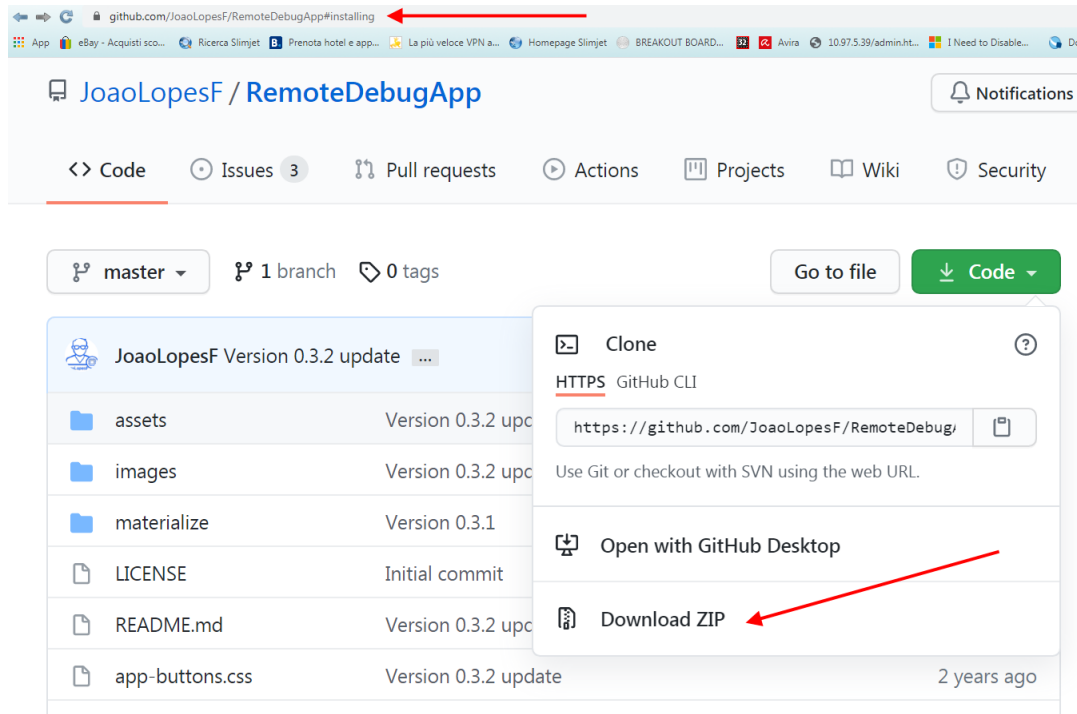 github.com/JoaoLopesF/RemoteDebugApp#installing
App eBay - Acquisti sco... Ricerca Slimjet B. Prenota hotel e app... La più veloce VPN a... Homepage Slimjet BREAKOUT BOARD... 32 Avira 10.97.5.39/admin.ht... I Need to Disable... Do
JoaoLopesF / RemoteDebugApp Notifications
<> Code Issues 3 Pull requests Actions Projects Wiki Security
master 1 branch 0 tags Go to file Code
JoaoLopesF Version 0.3.2 update ...
Clone
HTTPS GitHub CLI
https://github.com/JoaoLopesF/RemoteDebugA
Use Git or checkout with SVN using the web URL.
Open with GitHub Desktop
Download ZIP
assets Version 0.3.2 upd
images Version 0.3.2 upd
materialize Version 0.3.1
LICENSE Initial commit
README.md Version 0.3.2 upd
app-buttons.css Version 0.3.2 update 2 years ago